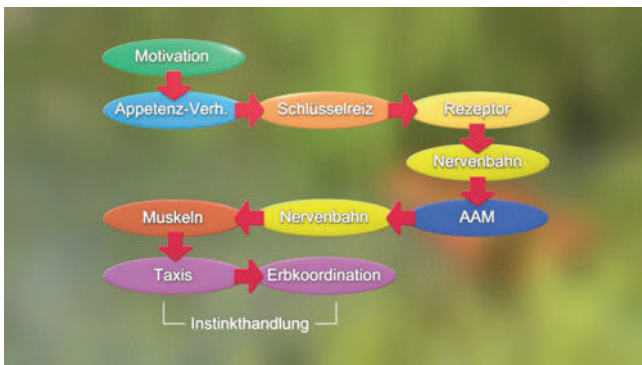 Motivation
Appetenz-Verh.
Schlüsselreiz
Rezeptor
Nervenbahn
AAM
Nervenbahn
Muskeln
Taxis
Erbkoordination
Instinkthandlung